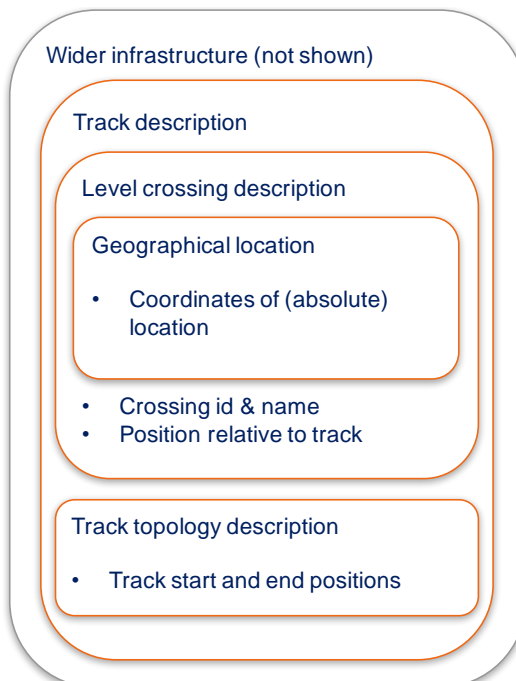 Wider infrastructure (not shown)
Track description
Level crossing description
Geographical location
• Coordinates of (absolute)
location
• Crossing id & name
• Position relative to track
Track topology description
• Track start and end positions